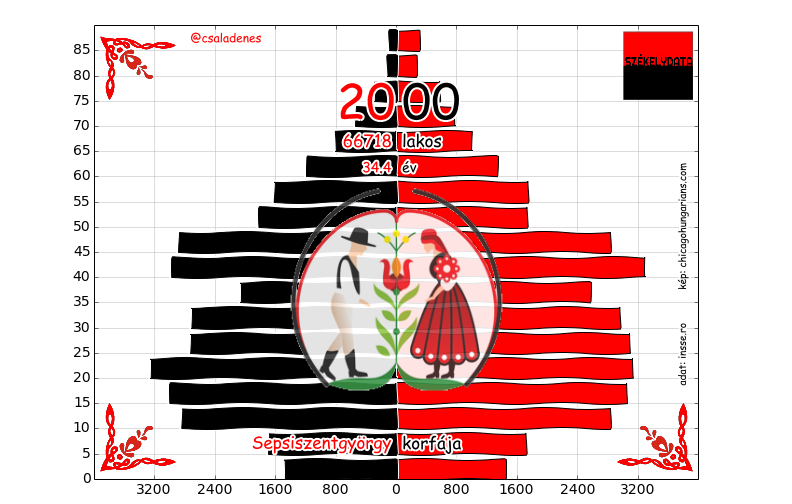 @csaladenes
SZÉKELYDATA
2000
66718 lakos
34.4 év
Sepsiszentgyörgy korfája
kép: chicagohungarians.com
adat: insse.ro
85
80
75
70
65
60
55
50
45
40
35
30
25
20
15
10
5
0
3200 2400 1600 800 0 800 1600 2400 3200